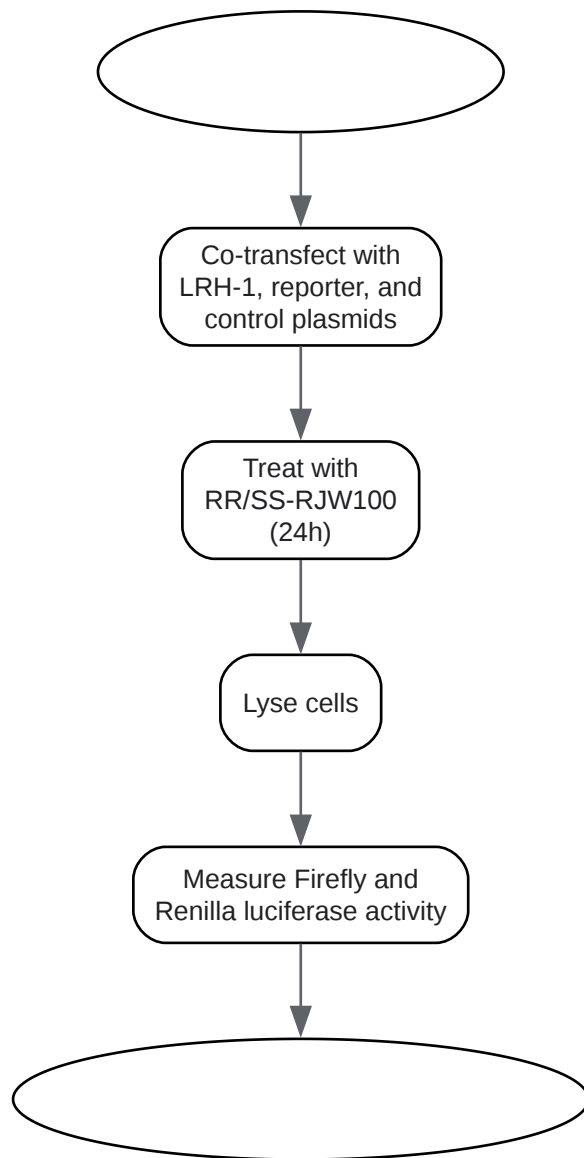 Co-transfect with
LRH-1, reporter, and
control plasmids
Treat with
RR/SS-RJW100
(24h)
Lyse cells
Measure Firefly and
Renilla luciferase activity